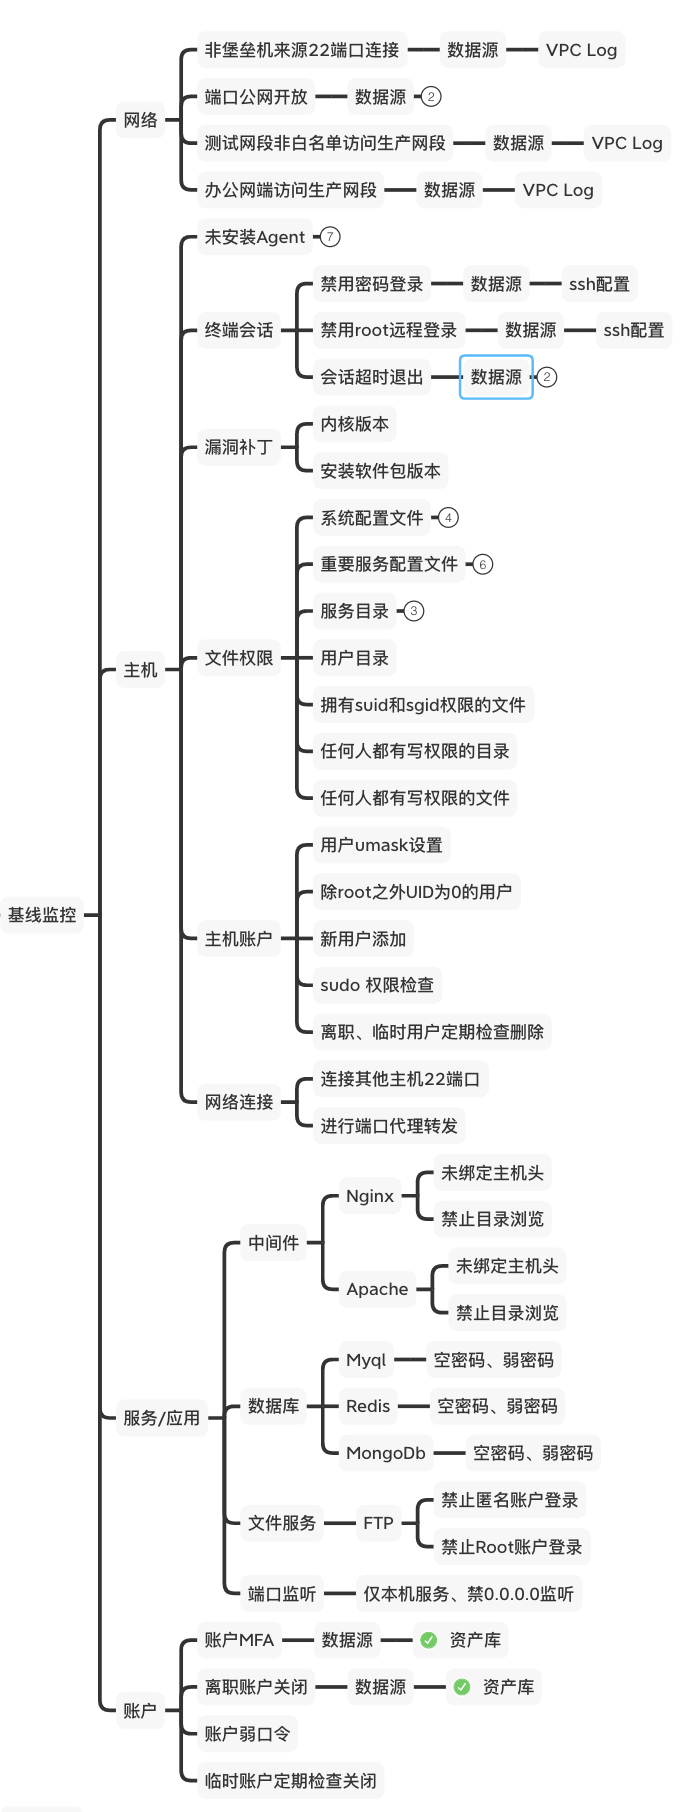 非堡垒机来源22端口连接 数据源 VPC Log
端口公网开放 数据源 2
网络
测试网段非白名单访问生产网段 数据源 VPC Log
办公网端访问生产网段 数据源 VPC Log
未安装Agent 7
禁用密码登录 数据源 ssh配置
终端会话 禁用root远程登录 数据源 ssh配置
会话超时退出 数据源 2
内核版本
漏洞补丁
安装软件包版本
系统配置文件 4
重要服务配置文件 6
服务目录 3
文件权限 用户目录
主机
拥有suid和sgid权限的文件
任何人都有写权限的目录
任何人都有写权限的文件
用户umask设置
除root之外UID为0的用户
基线监控
主机账户 新用户添加
sudo 权限检查
离职、临时用户定期检查删除
连接其他主机22端口
网络连接
进行端口代理转发
未绑定主机头
Nginx
禁止目录浏览
中间件
未绑定主机头
Apache
禁止目录浏览
Myql 空密码、弱密码
数据库 Redis 空密码、弱密码
服务/应用
MongoDb 空密码、弱密码
禁止匿名账户登录
文件服务 FTP
禁止Root账户登录
端口监听 仅本机服务、禁0.0.0.0监听
账户MFA 数据源 资产库
离职账户关闭 数据源 资产库
账户
账户弱口令
临时账户定期检查关闭